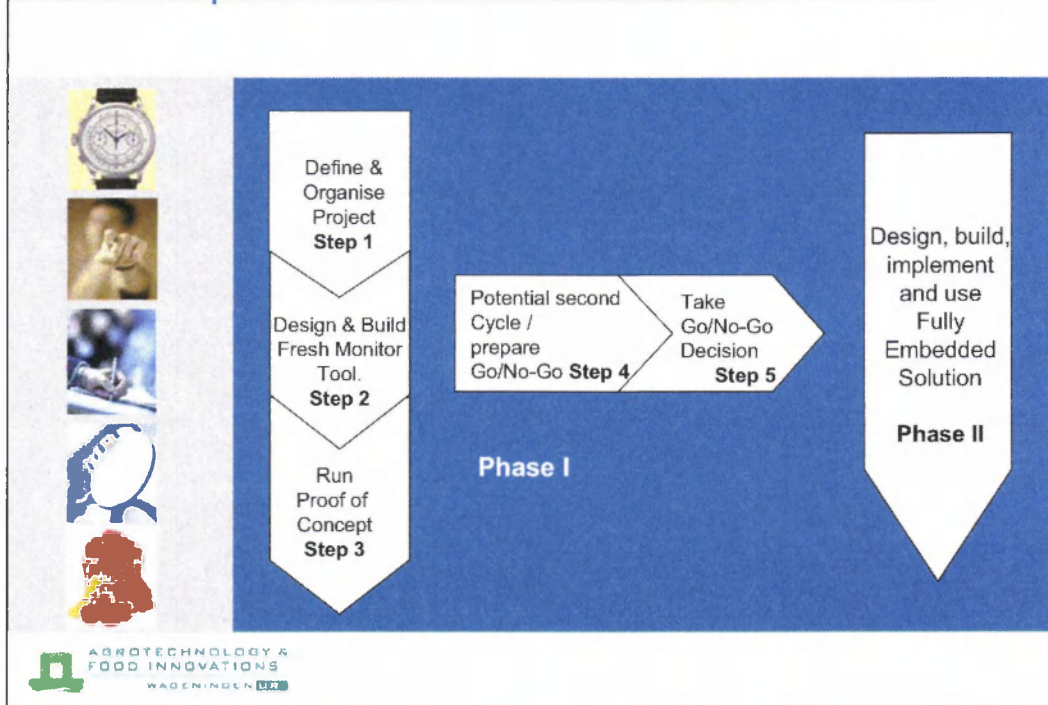 Define &
Organise
Project
Step 1
Design & Build
Fresh Monitor
Tool.
Step 2
Run
Proof of
Concept
Step 3
Potential second
Cycle /
prepare
Go/No-Go Step 4
Take
Go/No-Go
Decision
Step 5
Phase I
Design, build,
implement
and use
Fully
Embedded
Solution
Phase II
AGROTECHNOLOGY &
FOOD INNOVATIONS
WAGENINGEN UR